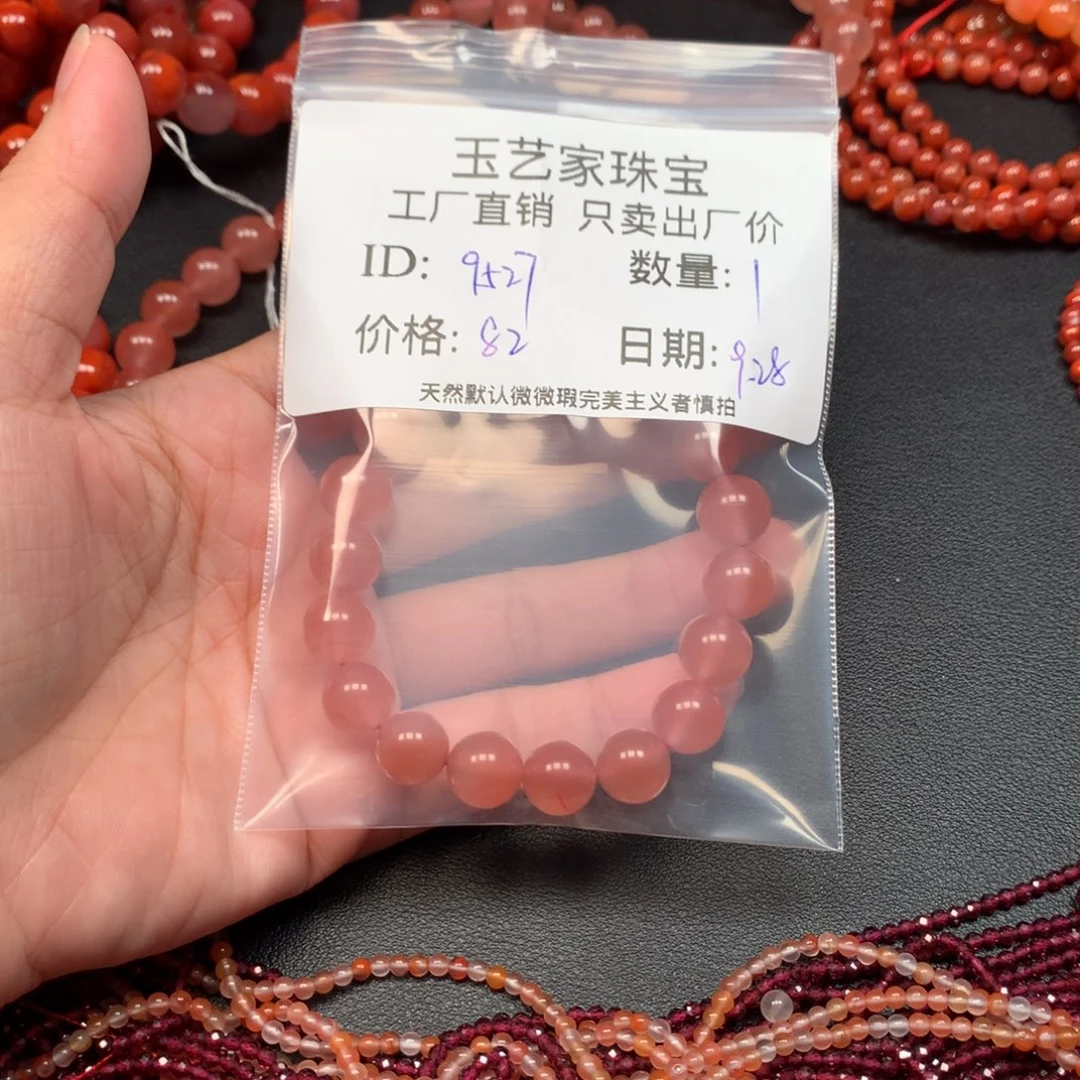 玉艺家珠宝
工厂直销 只卖出厂价
ID: 9527 数量: 1
价格: 82 日期: 9.28
天然默认微微瑕完美主义者慎拍